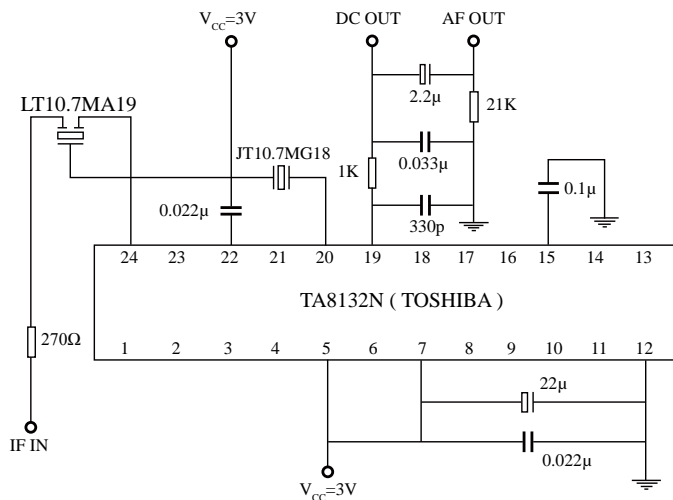 V_CC=3V
DC OUT
AF OUT
LT10.7MA19
2.2μ
21K
JT10.7MG18
1K
0.033μ
0.022μ
330p
0.1μ
24 23 22 21 20 19 18 17 16 15 14 13
TA8132N ( TOSHIBA )
270Ω
1 2 3 4 5 6 7 8 9 10 11 12
22μ
IF IN
0.022μ
V_CC=3V